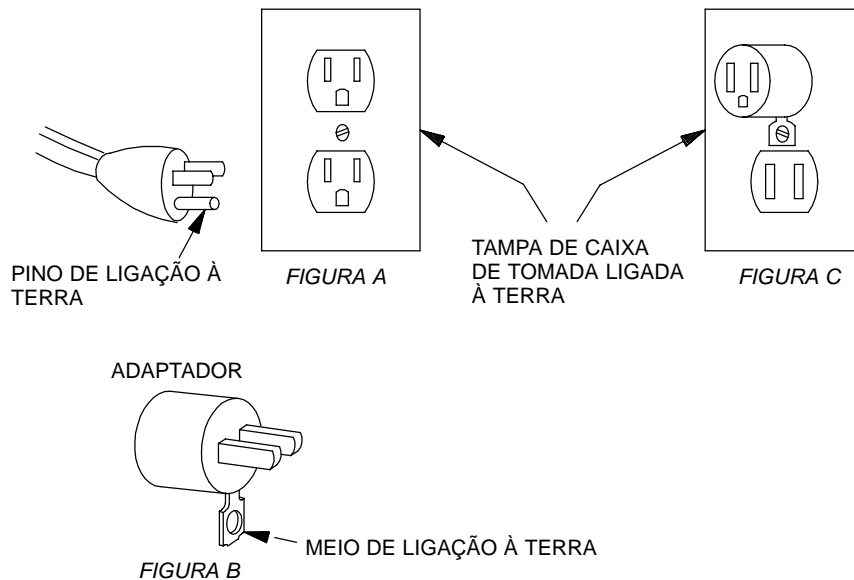 PINO DE LIGAÇÃO À
TERRA
FIGURA A
TAMPA DE CAIXA
DE TOMADA LIGADA
À TERRA
FIGURA C
ADAPTADOR
MEIO DE LIGAÇÃO À TERRA
FIGURA B